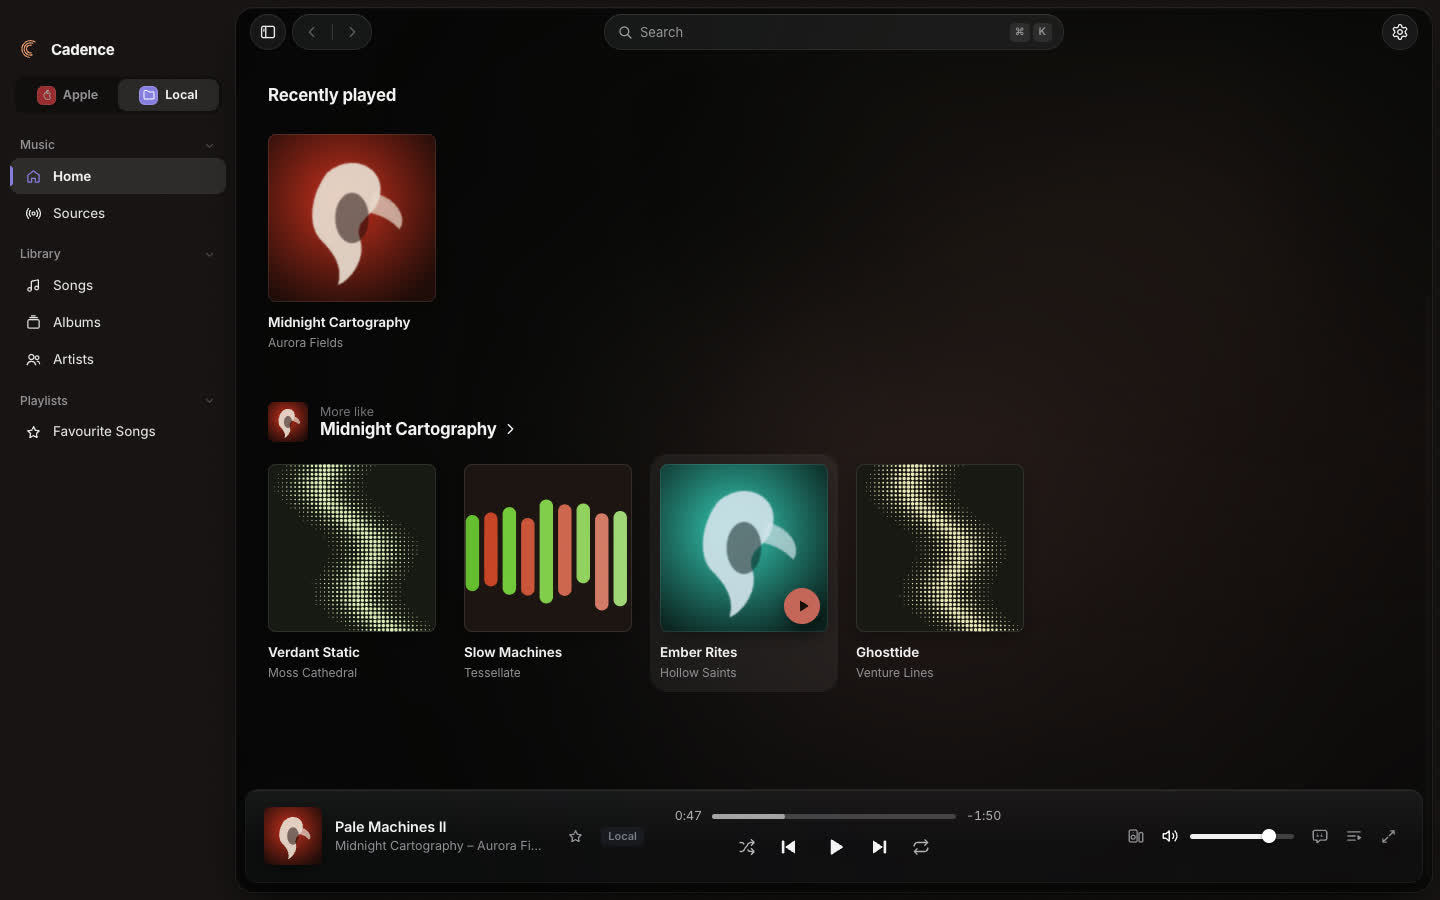 Cadence
Apple
Local
Music
Home
Sources
Library
Songs
Albums
Artists
Playlists
Favourite Songs
Search
⌘ K
Recently played
Midnight Cartography
Aurora Fields
More like
Midnight Cartography
Verdant Static
Moss Cathedral
Slow Machines
Tessellate
Ember Rites
Hollow Saints
Ghosttide
Venture Lines
Pale Machines II
Midnight Cartography – Aurora Fi...
Local
0:47
-1:50